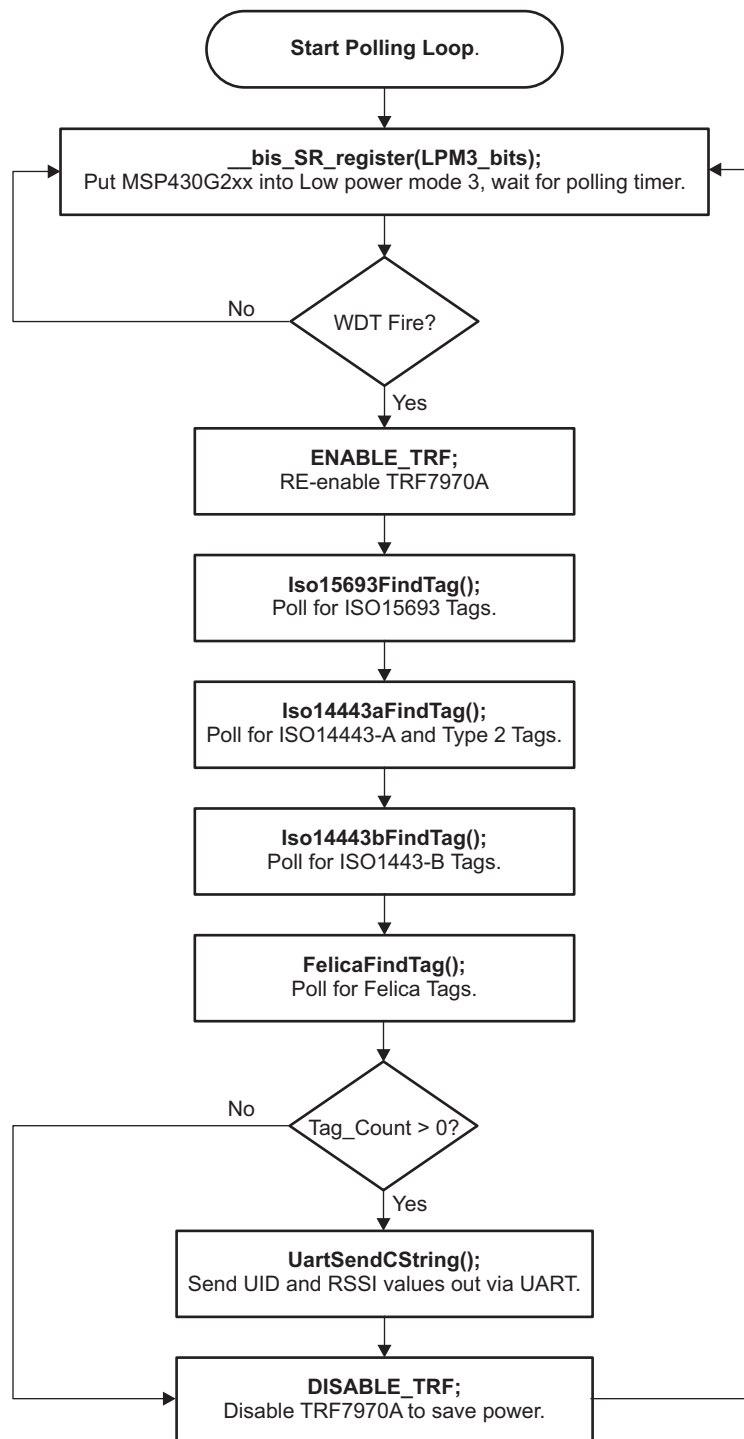 Start Polling Loop.
__bis_SR_register(LPM3_bits);
Put MSP430G2xx into Low power mode 3, wait for polling timer.
No
WDT Fire?
Yes
ENABLE_TRF;
RE-enable TRF7970A
Iso15693FindTag();
Poll for ISO15693 Tags.
Iso14443aFindTag();
Poll for ISO14443-A and Type 2 Tags.
Iso14443bFindTag();
Poll for ISO1443-B Tags.
FelicaFindTag();
Poll for Felica Tags.
No
Tag_Count > 0?
Yes
UartSendCString();
Send UID and RSSI values out via UART.
DISABLE_TRF;
Disable TRF7970A to save power.